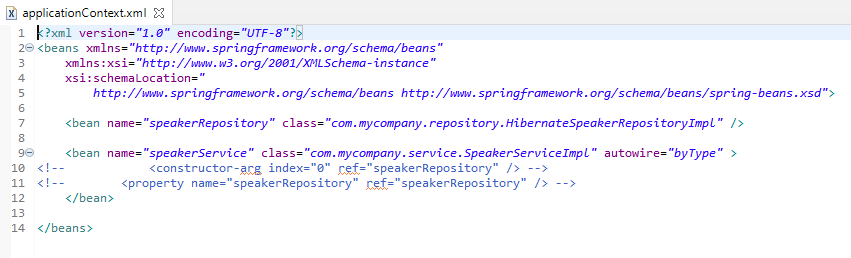 applicationContext.xml
1 <?xml version="1.0" encoding="UTF-8"?>
2 <beans xmlns="http://www.springframework.org/schema/beans"
3     xmlns:xsi="http://www.w3.org/2001/XMLSchema-instance"
4     xsi:schemaLocation="
5         http://www.springframework.org/schema/beans http://www.springframework.org/schema/beans/spring-beans.xsd">
6
7     <bean name="speakerRepository" class="com.mycompany.repository.HibernateSpeakerRepositoryImpl" />
8
9     <bean name="speakerService" class="com.mycompany.service.SpeakerServiceImpl" autowire="byType" >
10 <!--             <constructor-arg index="0" ref="speakerRepository" /> -->
11 <!--         <property name="speakerRepository" ref="speakerRepository" /> -->
12     </bean>
13
14 </beans>